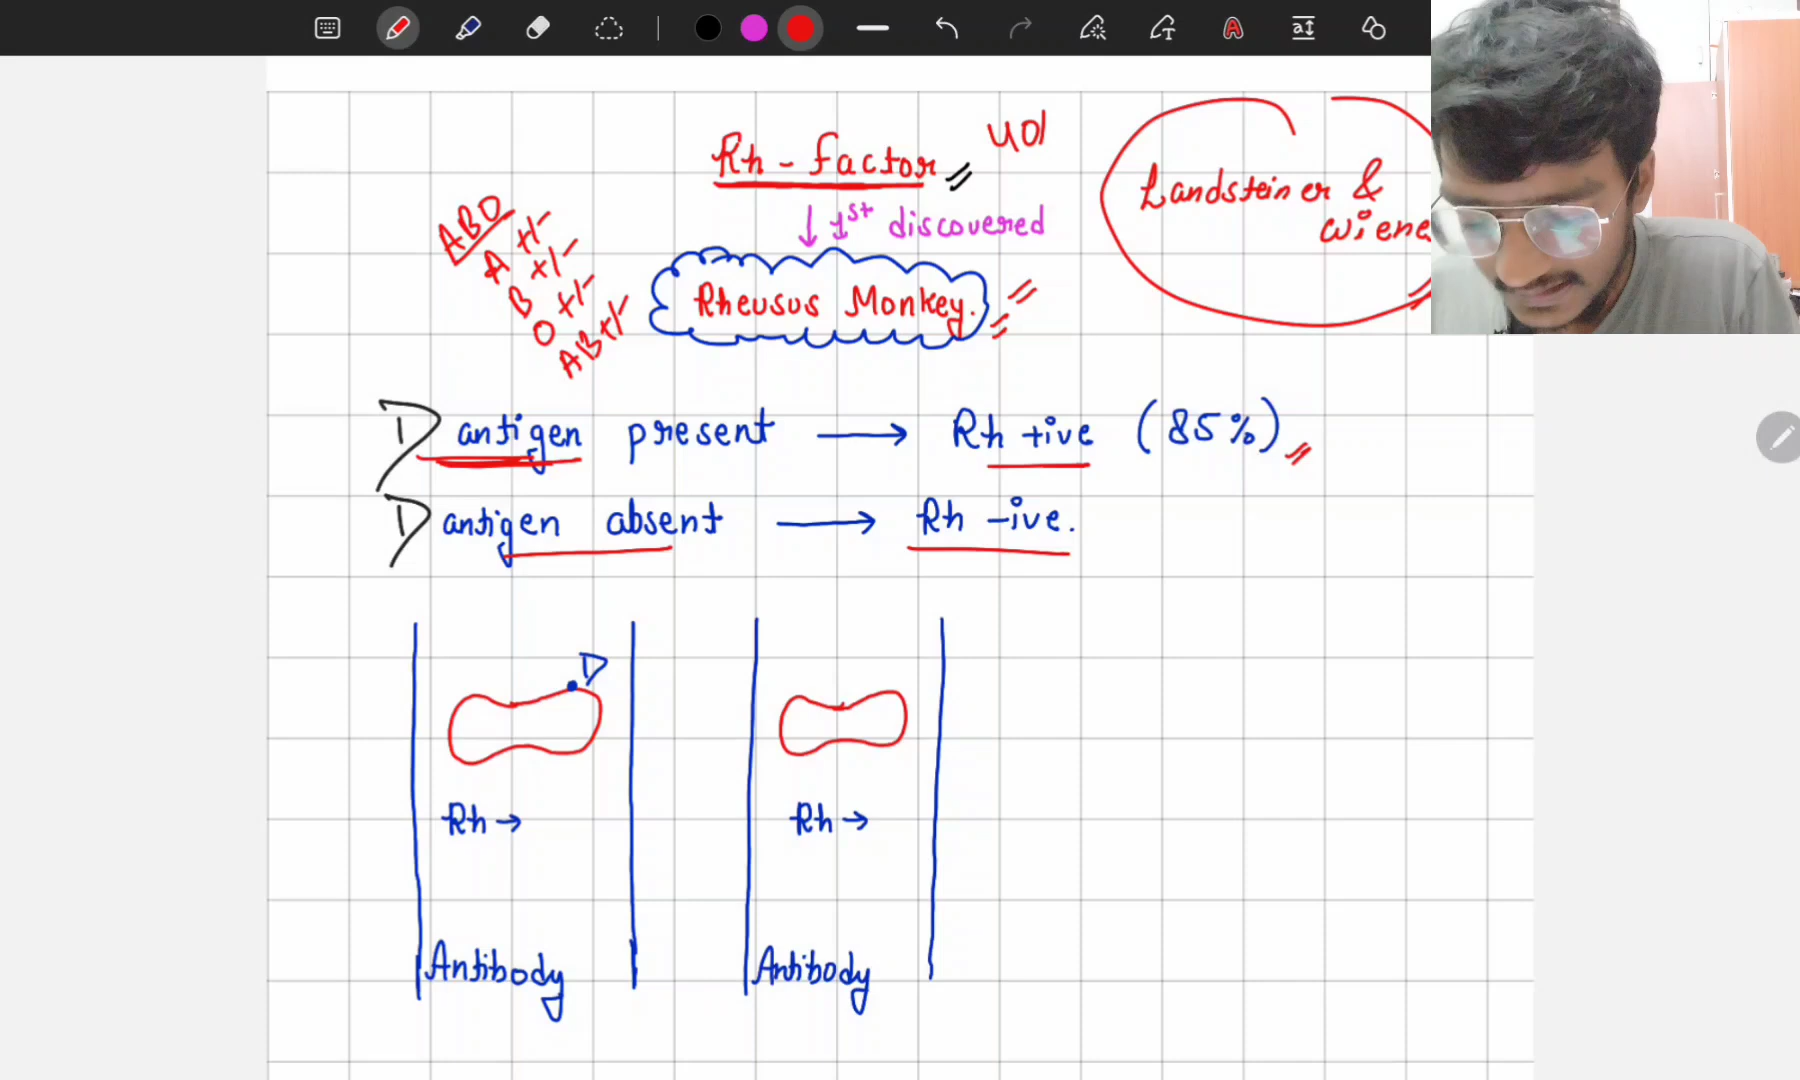 Rh - factor
UOI
↓ 1st discovered
Rheusus Monkey.
Landsteiner &
Wiene
ABO
A +/-
B +/-
O +/-
AB +/-
D antigen present → Rh +ive (85%)
D antigen absent → Rh -ive.
D
Rh →
Rh →
Antibody
Antibody